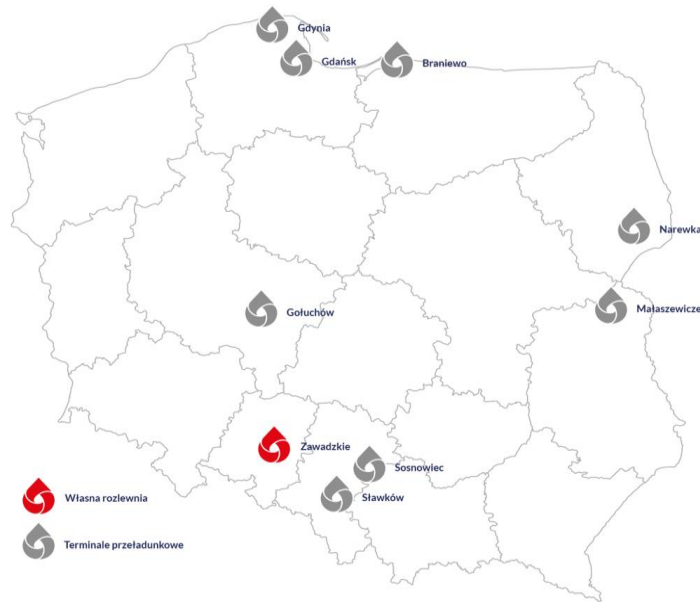 Gdynia
Gdańsk
Braniewo
Narewka
Małaszewicze
Gołuchów
Zawadzkie
Sosnowiec
Sławków
Własna rozlewnia
Terminale przeładunkowe